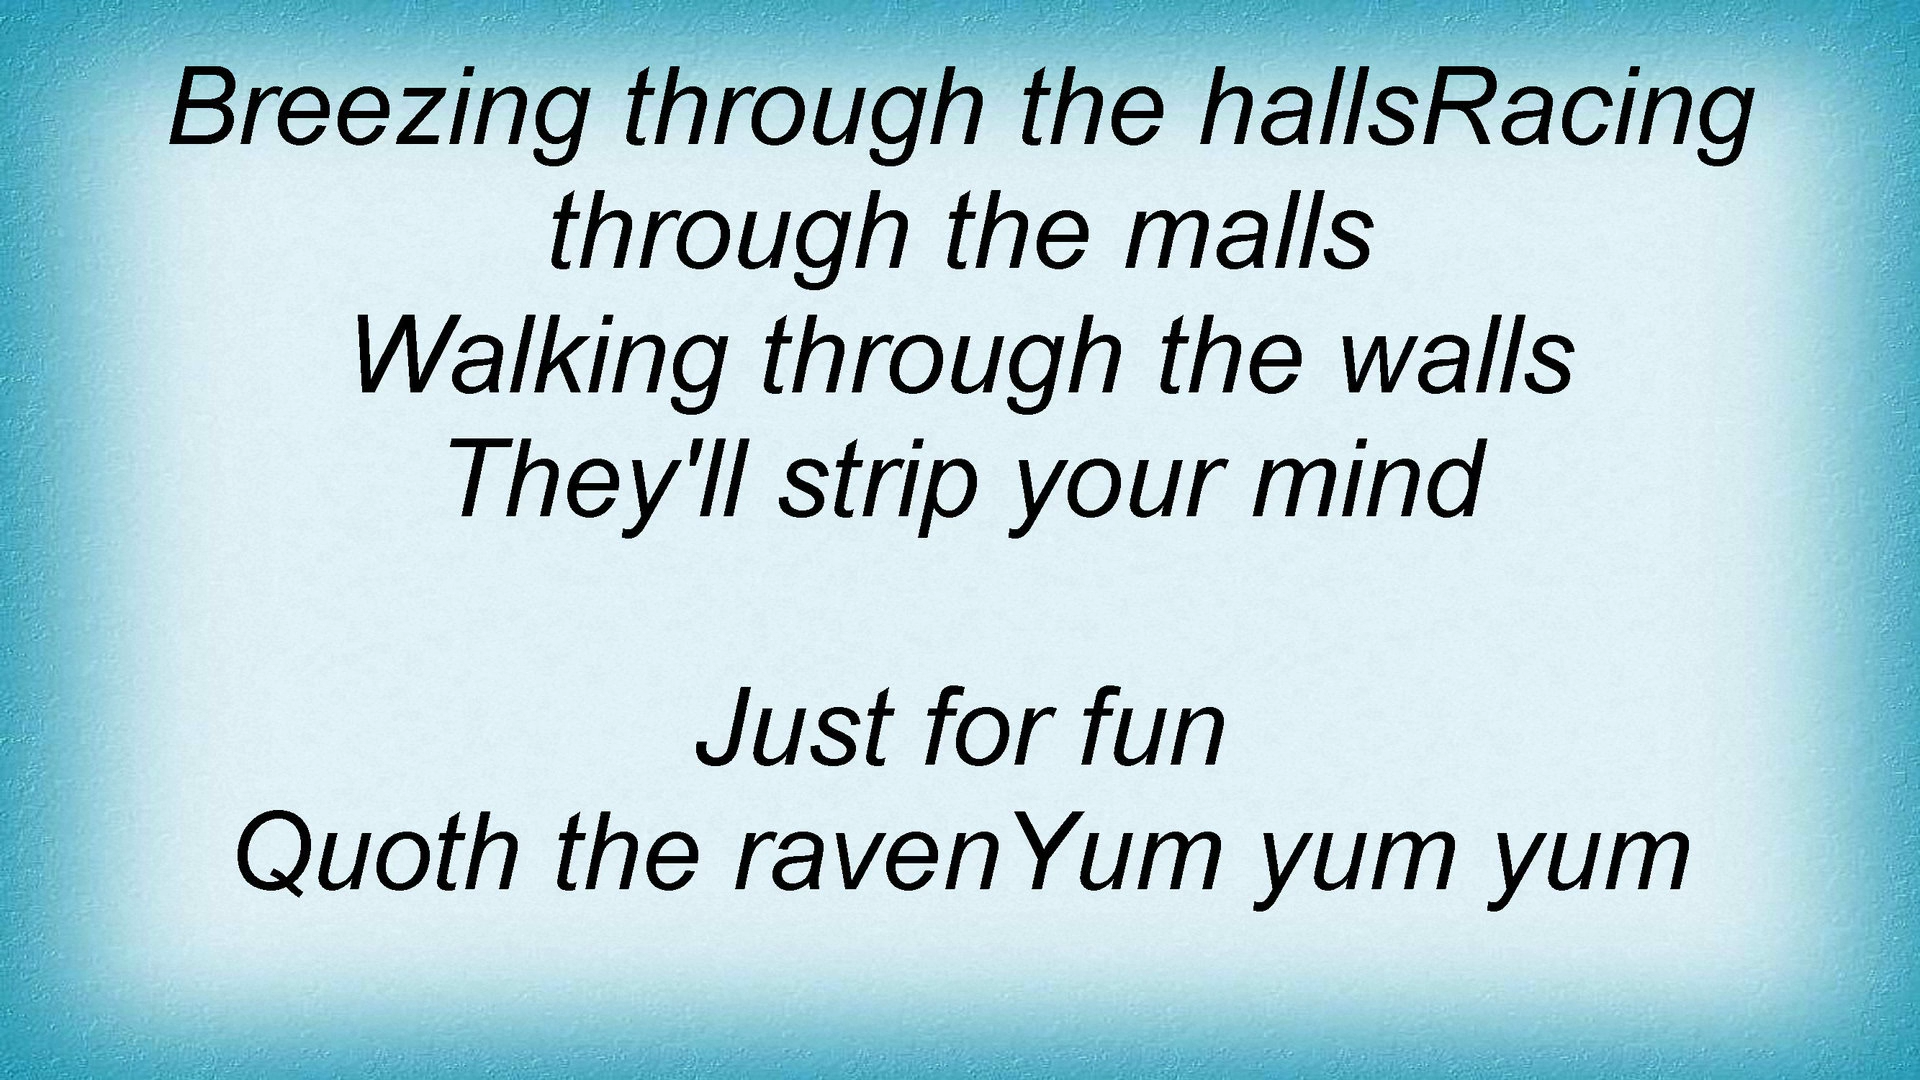 Breezing through the hallsRacing
through the malls
Walking through the walls
They'll strip your mind
Just for fun
Quoth the ravenYum yum yum